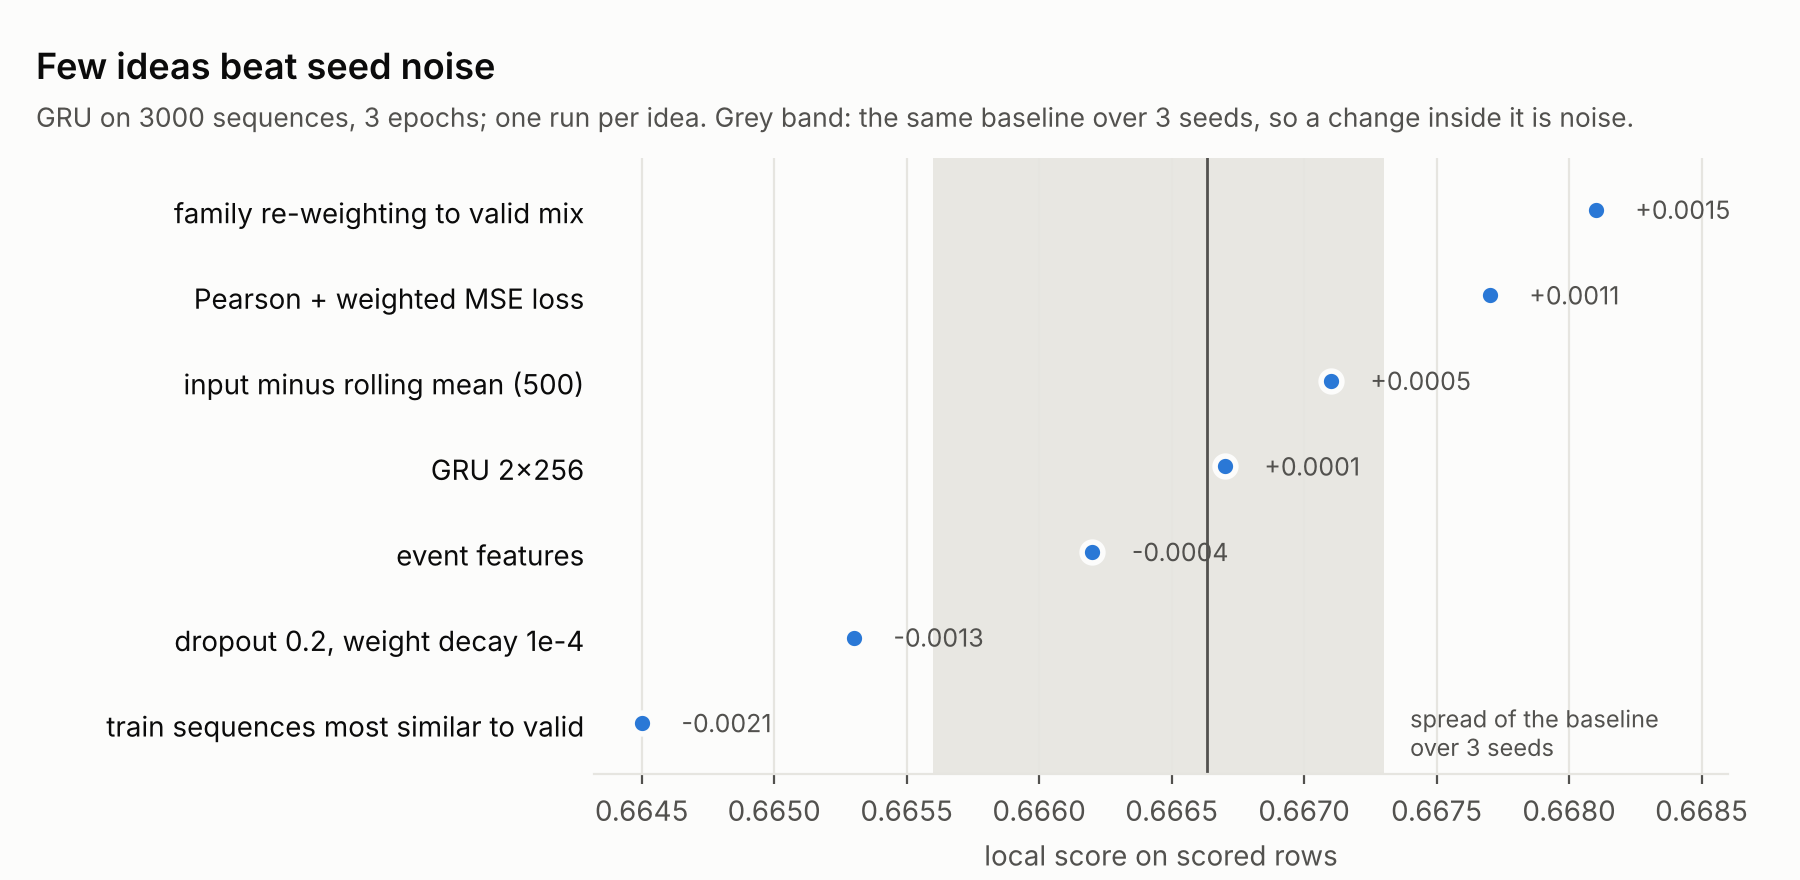 Few ideas beat seed noise
GRU on 3000 sequences, 3 epochs; one run per idea. Grey band: the same baseline over 3 seeds, so a change inside it is noise.
family re-weighting to valid mix
+0.0015
Pearson + weighted MSE loss
+0.0011
input minus rolling mean (500)
+0.0005
GRU 2×256
+0.0001
event features
-0.0004
dropout 0.2, weight decay 1e-4
-0.0013
train sequences most similar to valid
-0.0021
spread of the baseline
over 3 seeds
0.6645 0.6650 0.6655 0.6660 0.6665 0.6670 0.6675 0.6680 0.6685
local score on scored rows